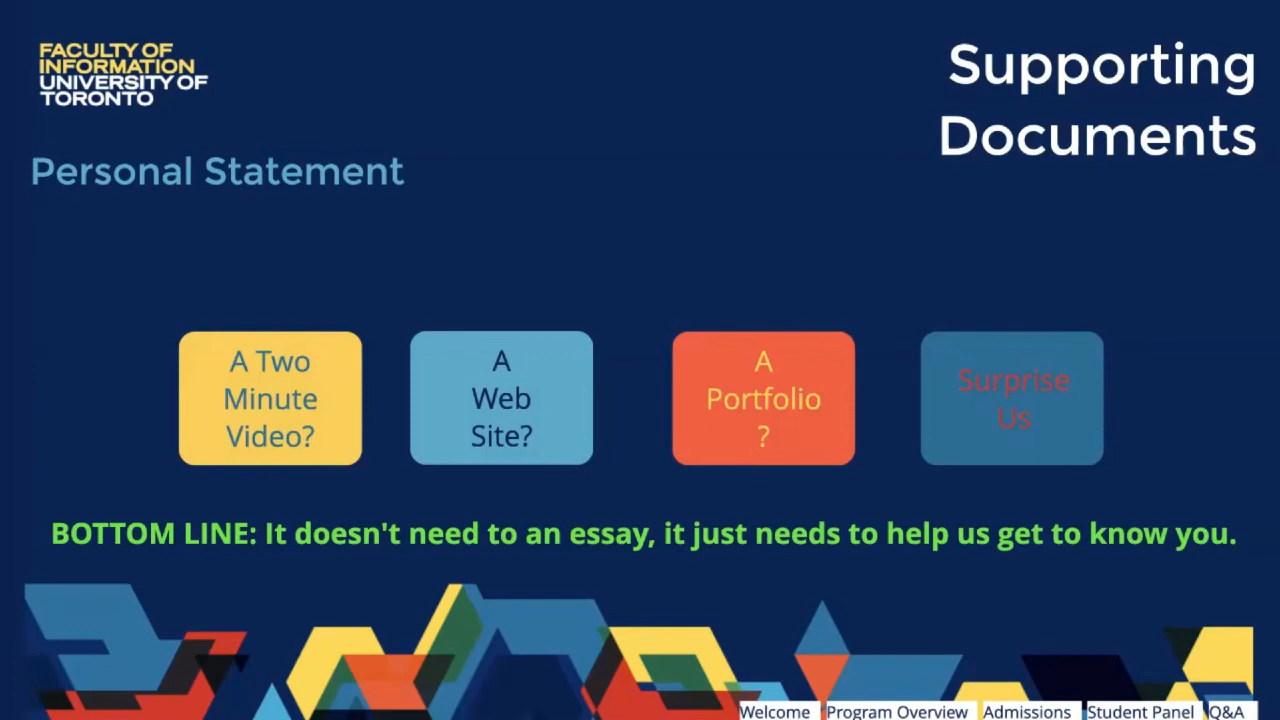 FACULTY OF
INFORMATION
UNIVERSITY OF
TORONTO
Supporting
Documents
Personal Statement
A Two
Minute
Video?
A
Web
Site?
A
Portfolio
?
Surprise
Us
BOTTOM LINE: It doesn't need to an essay, it just needs to help us get to know you.
Welcome Program Overview Admissions Student Panel Q&A